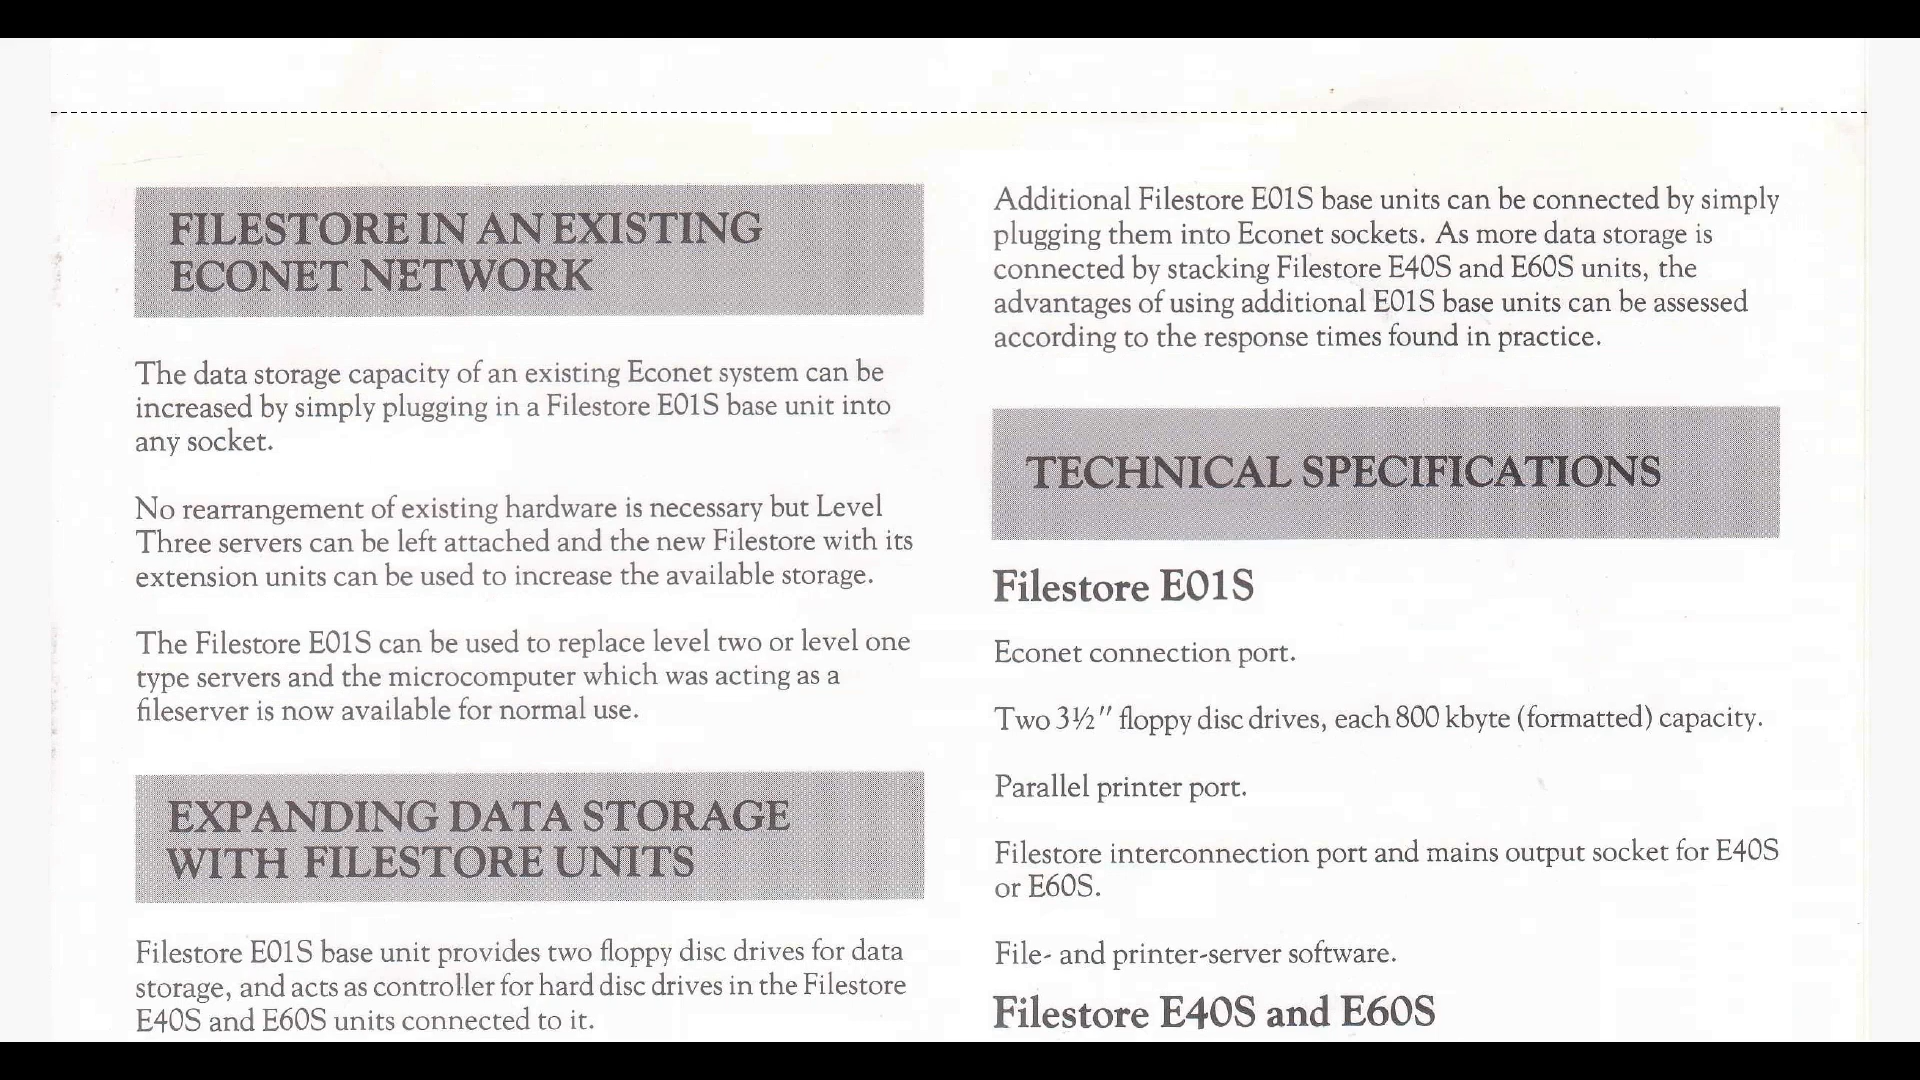 FILESTORE IN AN EXISTING
ECONET NETWORK
The data storage capacity of an existing Econet system can be
increased by simply plugging in a Filestore E01S base unit into
any socket.
No rearrangement of existing hardware is necessary but Level
Three servers can be left attached and the new Filestore with its
extension units can be used to increase the available storage.
The Filestore E01S can be used to replace level two or level one
type servers and the microcomputer which was acting as a
fileserver is now available for normal use.
EXPANDING DATA STORAGE
WITH FILESTORE UNITS
Filestore E01S base unit provides two floppy disc drives for data
storage, and acts as controller for hard disc drives in the Filestore
E40S and E60S units connected to it.
Additional Filestore E01S base units can be connected by simply
plugging them into Econet sockets. As more data storage is
connected by stacking Filestore E40S and E60S units, the
advantages of using additional E01S base units can be assessed
according to the response times found in practice.
TECHNICAL SPECIFICATIONS
Filestore E01S
Econet connection port.
Two 3½″ floppy disc drives, each 800 kbyte (formatted) capacity.
Parallel printer port.
Filestore interconnection port and mains output socket for E40S
or E60S.
File- and printer-server software.
Filestore E40S and E60S